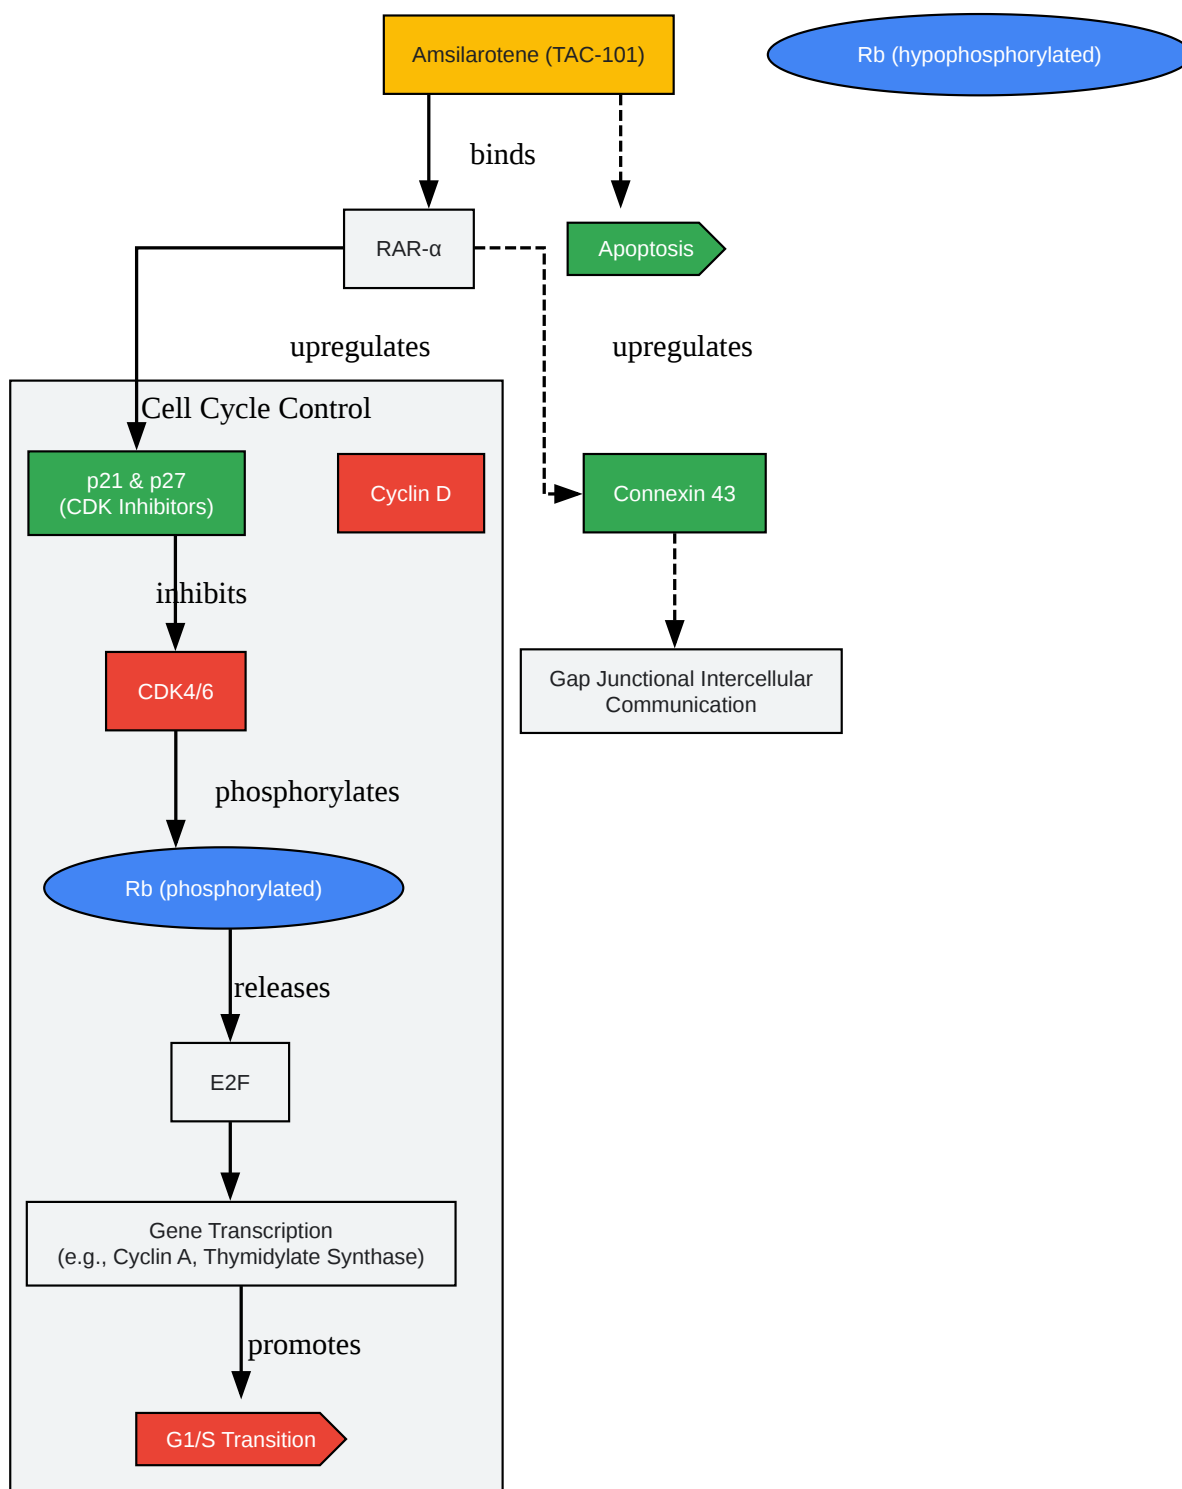 Amsilarotene (TAC-101)
Rb (hypophosphorylated)
binds
RAR-α
Apoptosis
upregulates
upregulates
Cell Cycle Control
p21 & p27
(CDK Inhibitors)
Cyclin D
Connexin 43
inhibits
CDK4/6
Gap Junctional Intercellular
Communication
phosphorylates
Rb (phosphorylated)
releases
E2F
Gene Transcription
(e.g., Cyclin A, Thymidylate Synthase)
promotes
G1/S Transition